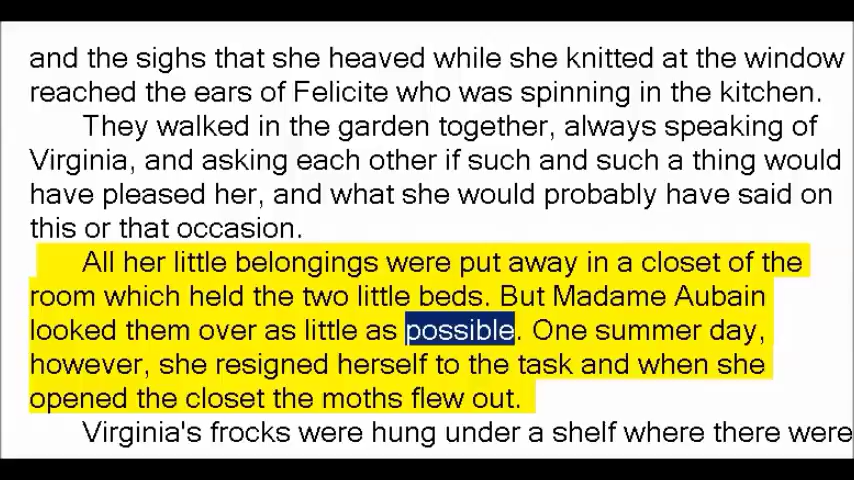 and the sighs that she heaved while she knitted at the window
reached the ears of Felicite who was spinning in the kitchen.
They walked in the garden together, always speaking of
Virginia, and asking each other if such and such a thing would
have pleased her, and what she would probably have said on
this or that occasion.
All her little belongings were put away in a closet of the
room which held the two little beds. But Madame Aubain
looked them over as little as possible. One summer day,
however, she resigned herself to the task and when she
opened the closet the moths flew out.
Virginia's frocks were hung under a shelf where there were